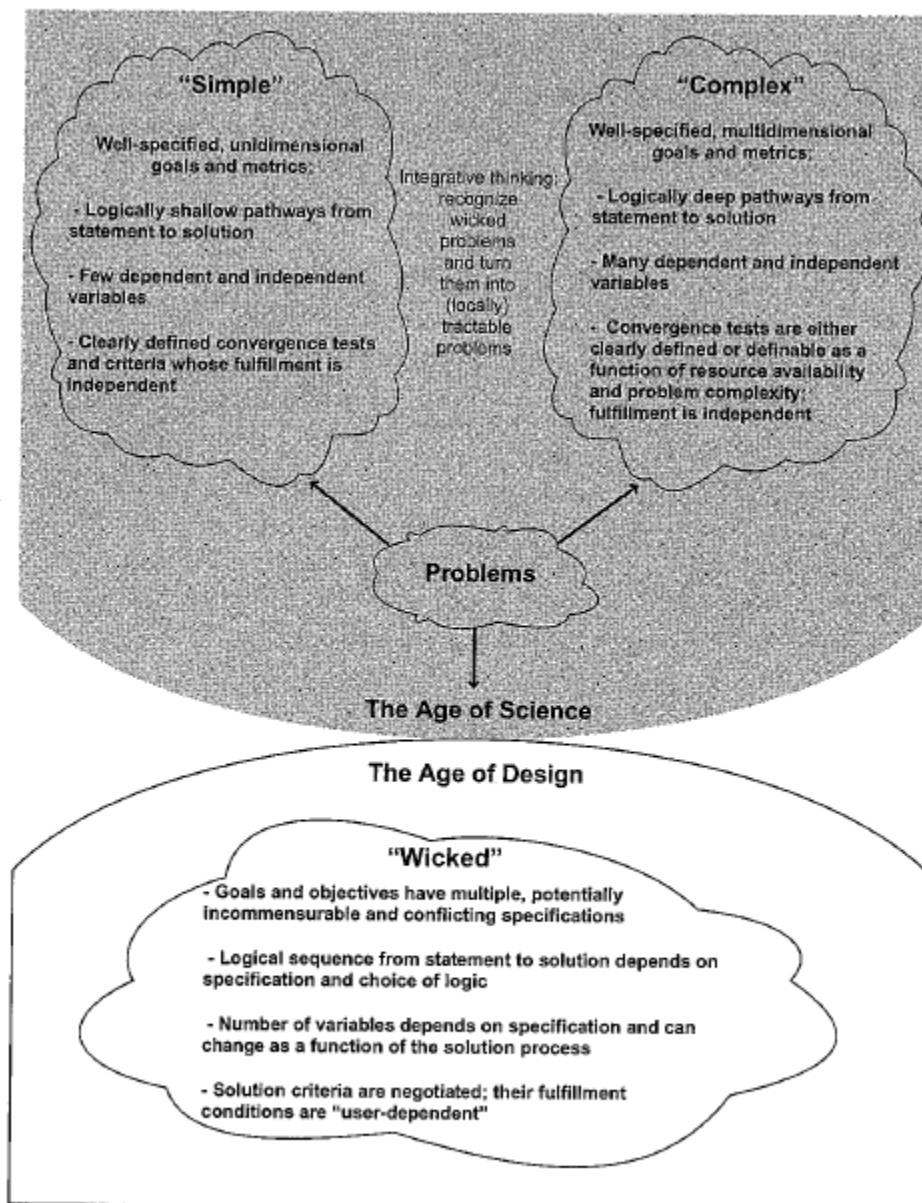 “Simple”
Well-specified, unidimensional
goals and metrics;
- Logically shallow pathways from
statement to solution
- Few dependent and independent
variables
- Clearly defined convergence tests
and criteria whose fulfillment is
independent
Integrative thinking:
recognize
wicked
problems
and turn
them into
(locally)
tractable
problems
“Complex”
Well-specified, multidimensional
goals and metrics;
- Logically deep pathways from
statement to solution
- Many dependent and independent
variables
- Convergence tests are either
clearly defined or definable as a
function of resource availability
and problem complexity;
fulfillment is independent
Problems
The Age of Science
The Age of Design
“Wicked”
- Goals and objectives have multiple, potentially
incommensurable and conflicting specifications
- Logical sequence from statement to solution depends on
specification and choice of logic
- Number of variables depends on specification and can
change as a function of the solution process
- Solution criteria are negotiated; their fulfillment
conditions are “user-dependent”